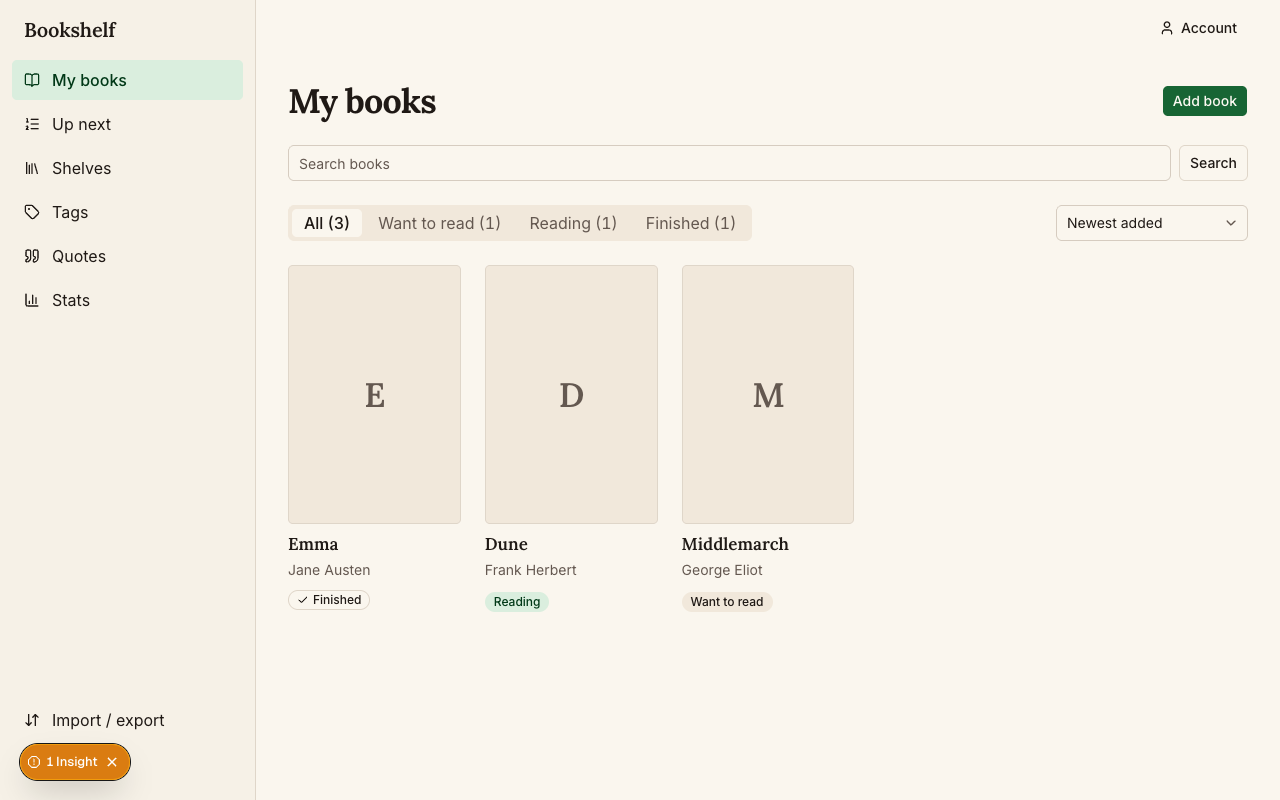 Bookshelf
Account
My books
Up next
Shelves
Tags
Quotes
Stats
Import / export
1 Insight
My books
Add book
Search books
Search
All (3)
Want to read (1)
Reading (1)
Finished (1)
Newest added
E
Emma
Jane Austen
Finished
D
Dune
Frank Herbert
Reading
M
Middlemarch
George Eliot
Want to read